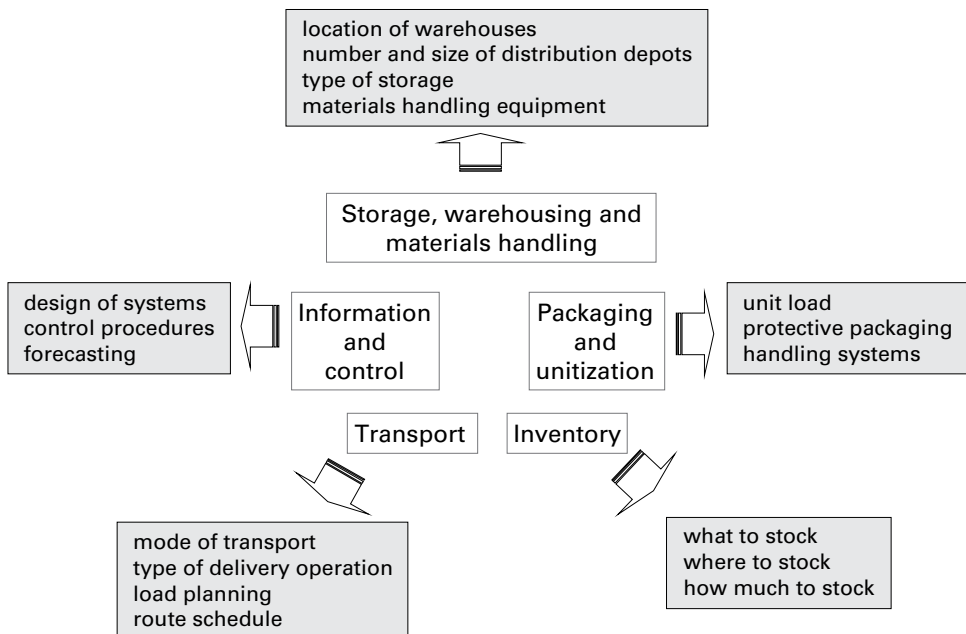 location of warehouses
number and size of distribution depots
type of storage
materials handling equipment
Storage, warehousing and
materials handling
design of systems
control procedures
forecasting
Information
and
control
Packaging
and
unitization
unit load
protective packaging
handling systems
Transport
Inventory
mode of transport
type of delivery operation
load planning
route schedule
what to stock
where to stock
how much to stock